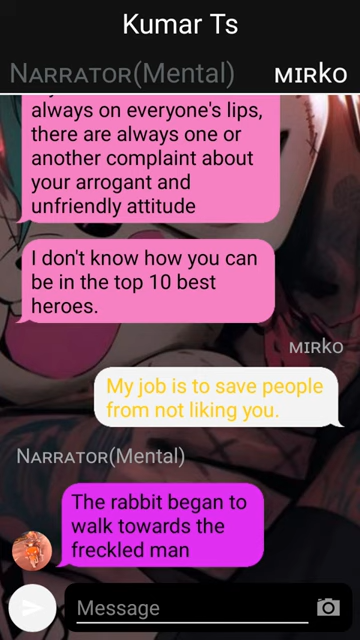 Kumar Ts
Narrator(Mental) ᴍɪʀko
always on everyone's lips,
there are always one or
another complaint about
your arrogant and
unfriendly attitude
I don't know how you can
be in the top 10 best
heroes.
ᴍɪʀko
My job is to save people
from not liking you.
Narrator(Mental)
The rabbit began to
walk towards the
freckled man
Message